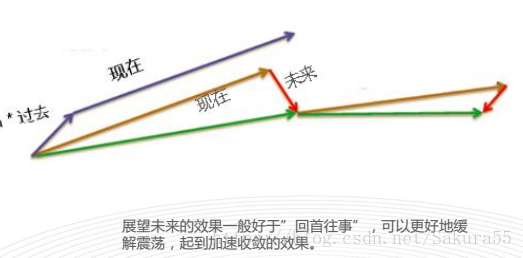 现在
* 过去
现在
未来
展望未来的效果一般好于”回首往事”，可以更好地缓
解震荡，起到加速收敛的效果。
blog.csdn.net/Sakura55